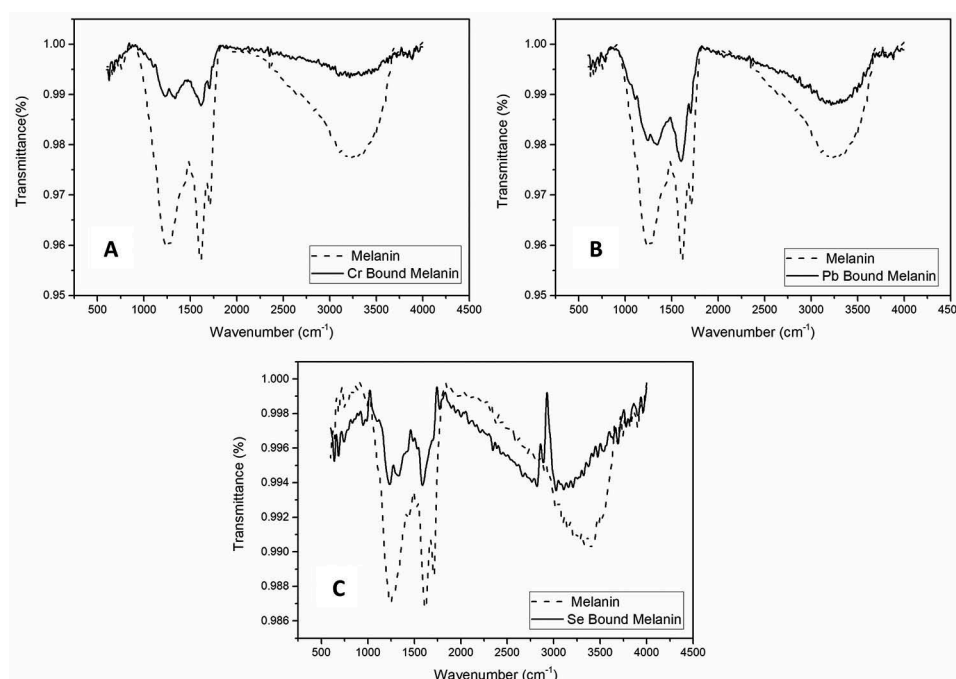 1.00
0.99
0.98
0.97
0.96
0.95
Transmittance(%)
A
Melanin
Cr Bound Melanin
500 1000 1500 2000 2500 3000 3500 4000 4500
Wavenumber (cm-1)
1.00
0.99
0.98
0.97
0.96
0.95
Transmittance (%)
B
Melanin
Pb Bound Melanin
500 1000 1500 2000 2500 3000 3500 4000 4500
Wavenumber (cm-1)
1.000
0.998
0.996
0.994
0.992
0.990
0.988
0.986
Transmittance (%)
C
Melanin
Se Bound Melanin
500 1000 1500 2000 2500 3000 3500 4000 4500
Wavenumber (cm-1)